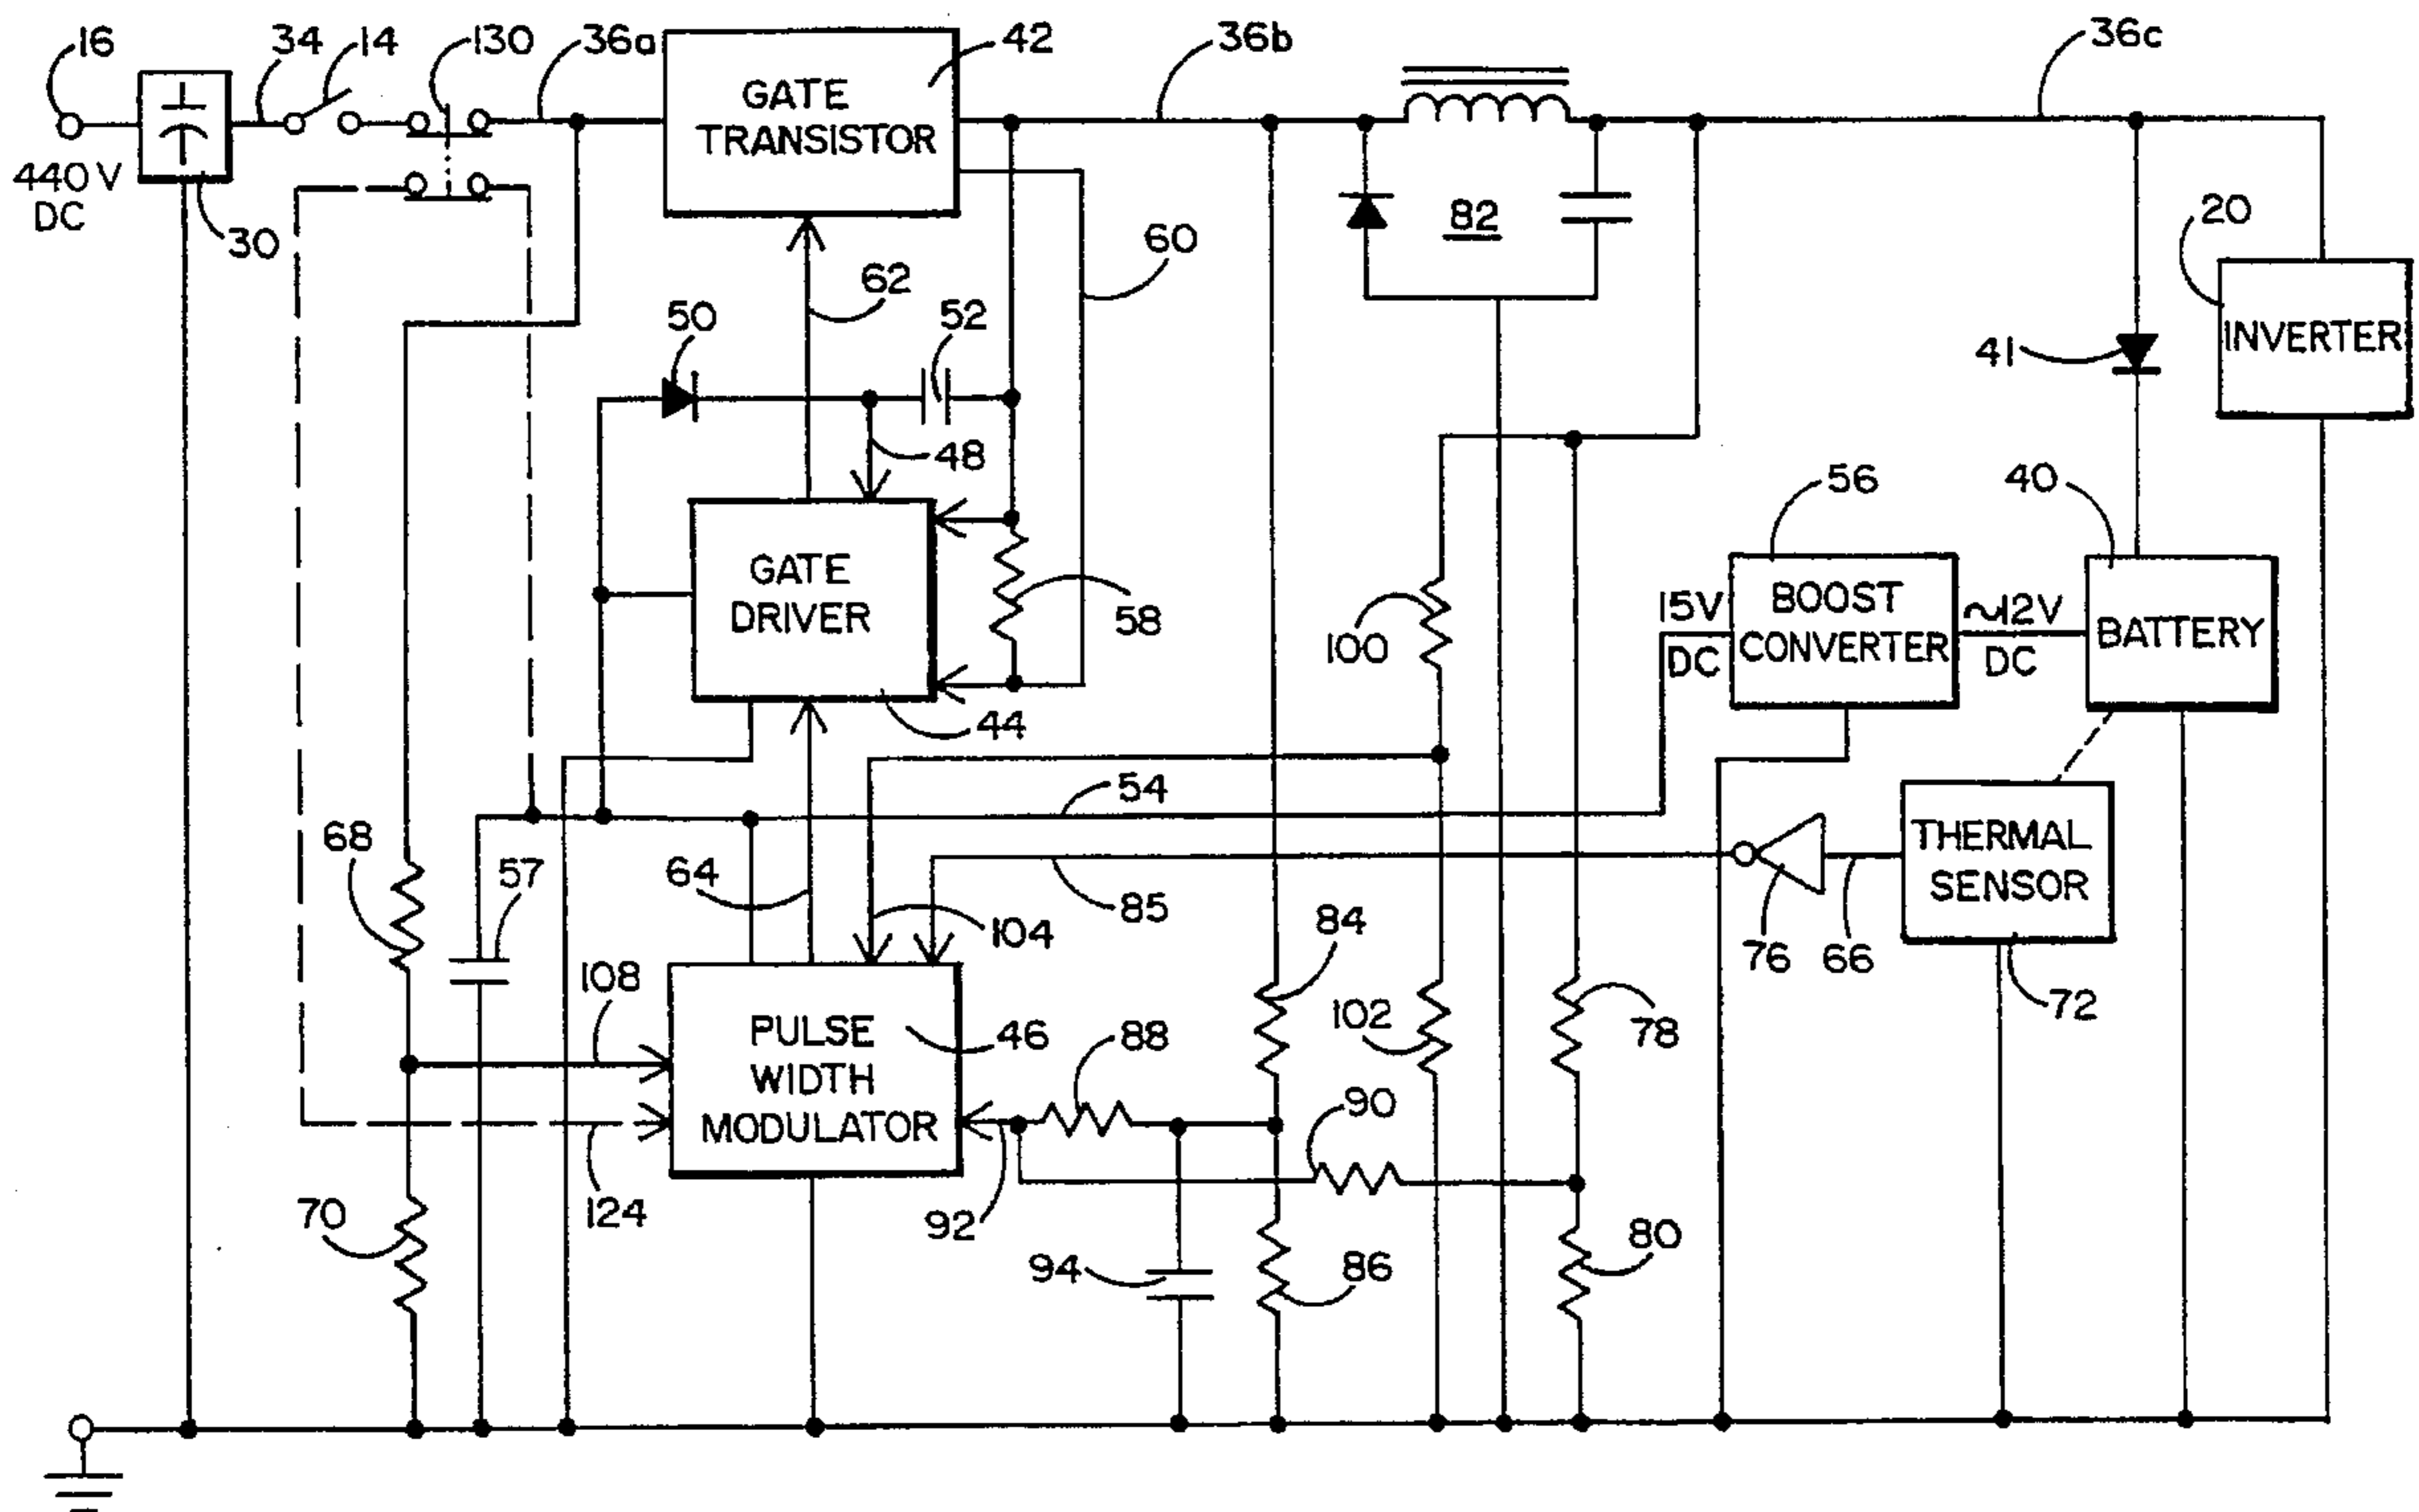 16
34
14
130
36a
42
36b
36c
GATE
TRANSISTOR
440 V
DC
30
82
20
60
62
50
52
INVERTER
41
48
56
40
GATE
DRIVER
58
100
15V
DC
BOOST
CONVERTER
~12V
DC
BATTERY
44
54
68
57
64
104
85
84
THERMAL
SENSOR
76
66
72
108
PULSE
WIDTH
MODULATOR
46
88
102
78
90
70
124
92
94
86
80